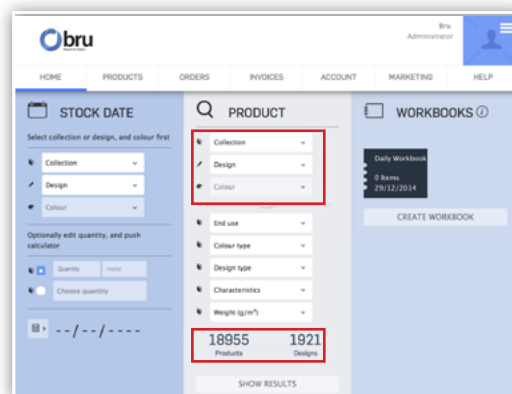 bru
Bru
Administrator
HOME PRODUCTS ORDERS INVOICES ACCOUNT MARKETING HELP
STOCK DATE
Select collection or design, and colour first
Collection
Design
Colour
Optionally edit quantity, and push
calculator
Quantity meter
Choose quantity
--/--/----
PRODUCT
Collection
Design
Colour
End use
Colour type
Design type
Characteristics
Weight (g/m²)
18955 1921
Products Designs
SHOW RESULTS
WORKBOOKS
Daily Workbook
0 Items
29/12/2014
CREATE WORKBOOK